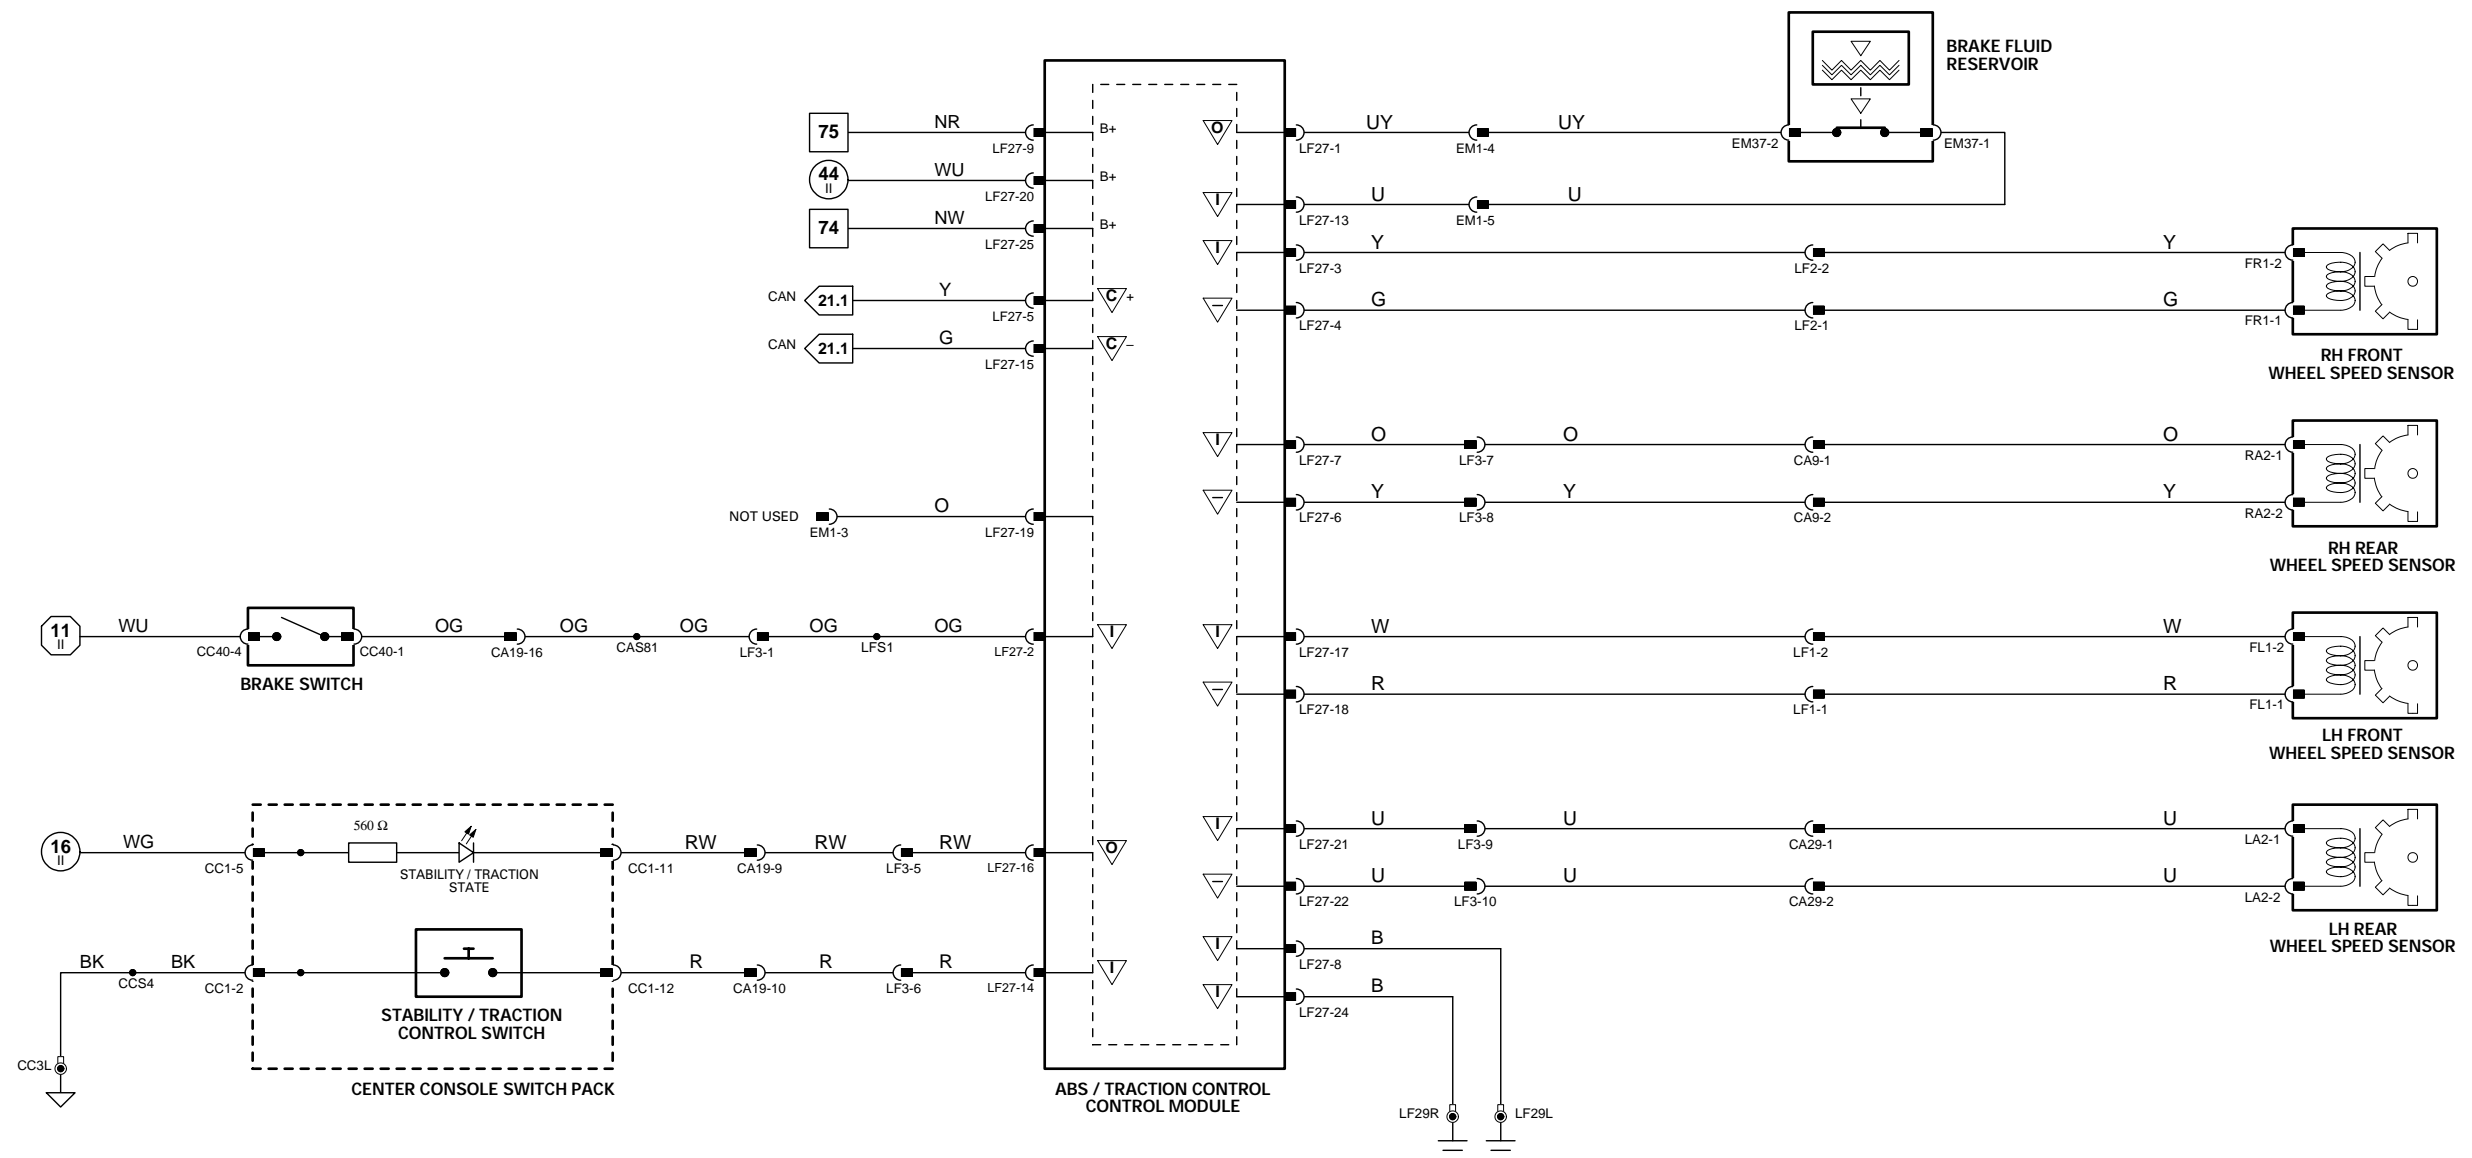 BRAKE FLUID
RESERVOIR
75 NR LF27-9 B+
O LF27-1 UY EM1-4 UY EM37-2 EM37-1
44 II WU LF27-20 B+
I LF27-13 U EM1-5 U
74 NW LF27-25 B+
I LF27-3 Y LF2-2 Y FR1-2
CAN 21.1 Y LF27-5 C +
– LF27-4 G LF2-1 G FR1-1
CAN 21.1 G LF27-15 C –
RH FRONT
WHEEL SPEED SENSOR
I LF27-7 O LF3-7 O CA9-1 O RA2-1
– LF27-6 Y LF3-8 Y CA9-2 Y RA2-2
NOT USED EM1-3 O LF27-19
RH REAR
WHEEL SPEED SENSOR
11 II WU CC40-4 CC40-1 OG CA19-16 OG CAS81 OG LF3-1 OG LFS1 OG LF27-2 I
BRAKE SWITCH
I LF27-17 W LF1-2 W FL1-2
– LF27-18 R LF1-1 R FL1-1
LH FRONT
WHEEL SPEED SENSOR
16 II WG CC1-5 560 Ω CC1-11 RW CA19-9 RW LF3-5 RW LF27-16 O
STABILITY / TRACTION
STATE
I LF27-21 U LF3-9 U CA29-1 U LA2-1
– LF27-22 U LF3-10 U CA29-2 U LA2-2
LH REAR
WHEEL SPEED SENSOR
BK CCS4 BK CC1-2 CC1-12 R CA19-10 R LF3-6 R LF27-14 I
I LF27-8 B
I LF27-24 B
STABILITY / TRACTION
CONTROL SWITCH
CC3L
CENTER CONSOLE SWITCH PACK
ABS / TRACTION CONTROL
CONTROL MODULE
LF29R LF29L